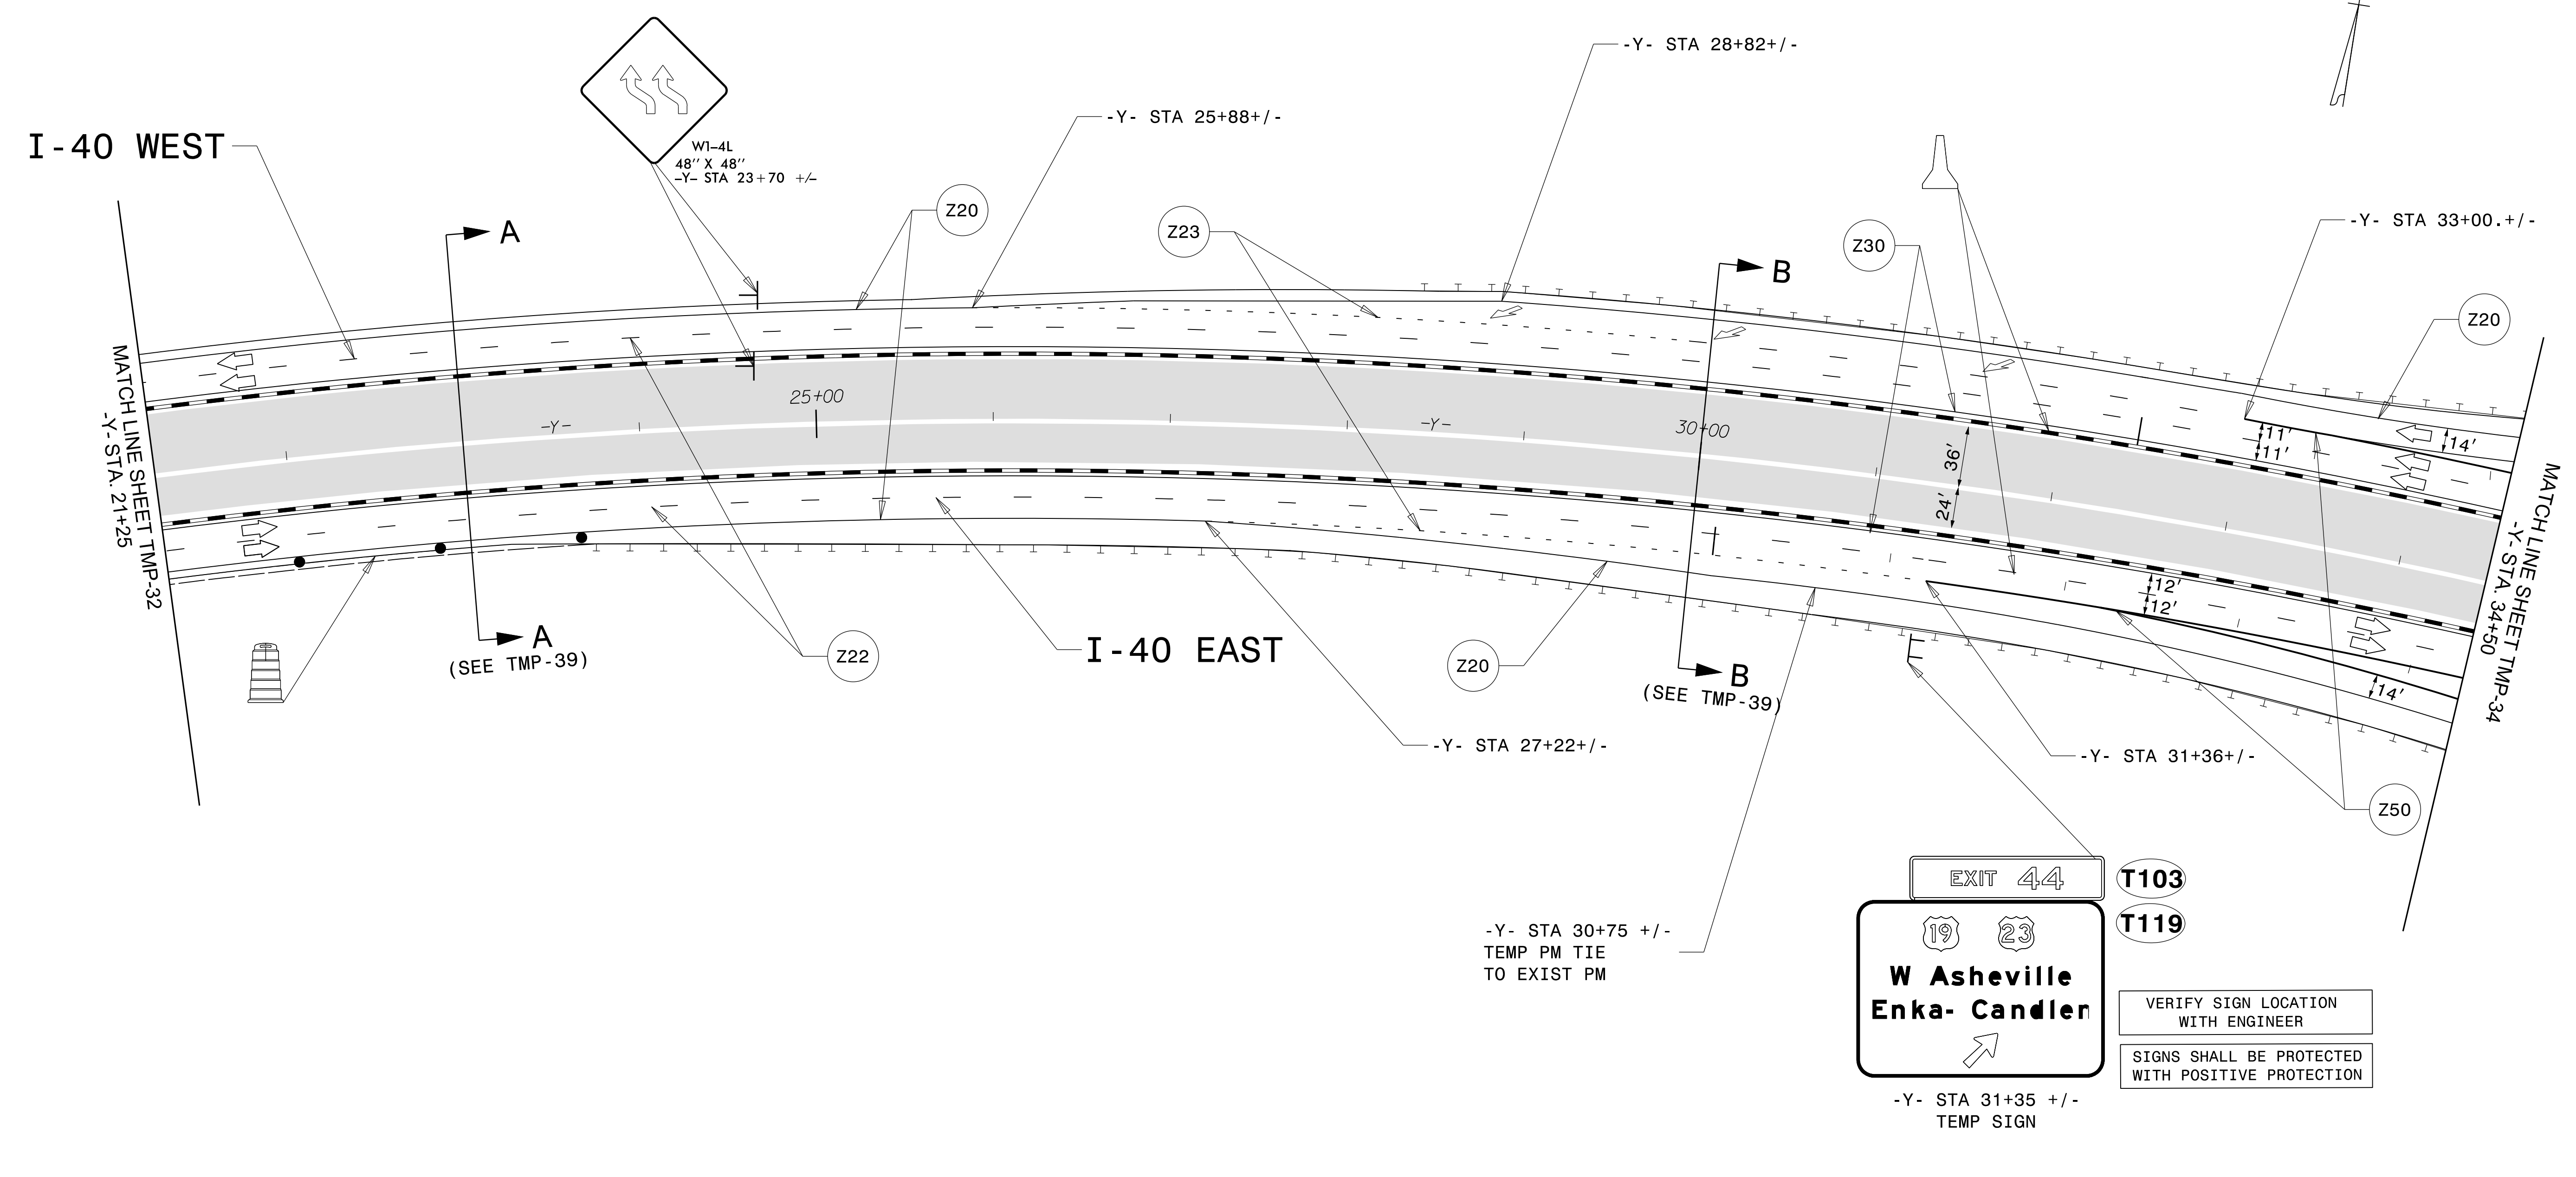 -Y- STA 28+82+/-
-Y- STA 25+88+/-
I-40 WEST
W1-4L
48'' X 48''
-Y- STA 23+70 +/-
A
Z20
Z23
B
Z30
-Y- STA 33+00.+/-
Z20
MATCH LINE SHEET TMP-32
-Y- STA. 21+25
-Y-
25+00
-Y-
30+00
36'
24'
11'
11'
14'
12'
12'
14'
MATCH LINE SHEET TMP-34
-Y- STA. 34+50
A
(SEE TMP-39)
Z22
I-40 EAST
Z20
B
(SEE TMP-39)
-Y- STA 27+22+/-
-Y- STA 31+36+/-
Z50
EXIT 44
T103
T119
19 23
W Asheville
Enka- Candler
-Y- STA 30+75 +/-
TEMP PM TIE
TO EXIST PM
VERIFY SIGN LOCATION
WITH ENGINEER
SIGNS SHALL BE PROTECTED
WITH POSITIVE PROTECTION
-Y- STA 31+35 +/-
TEMP SIGN